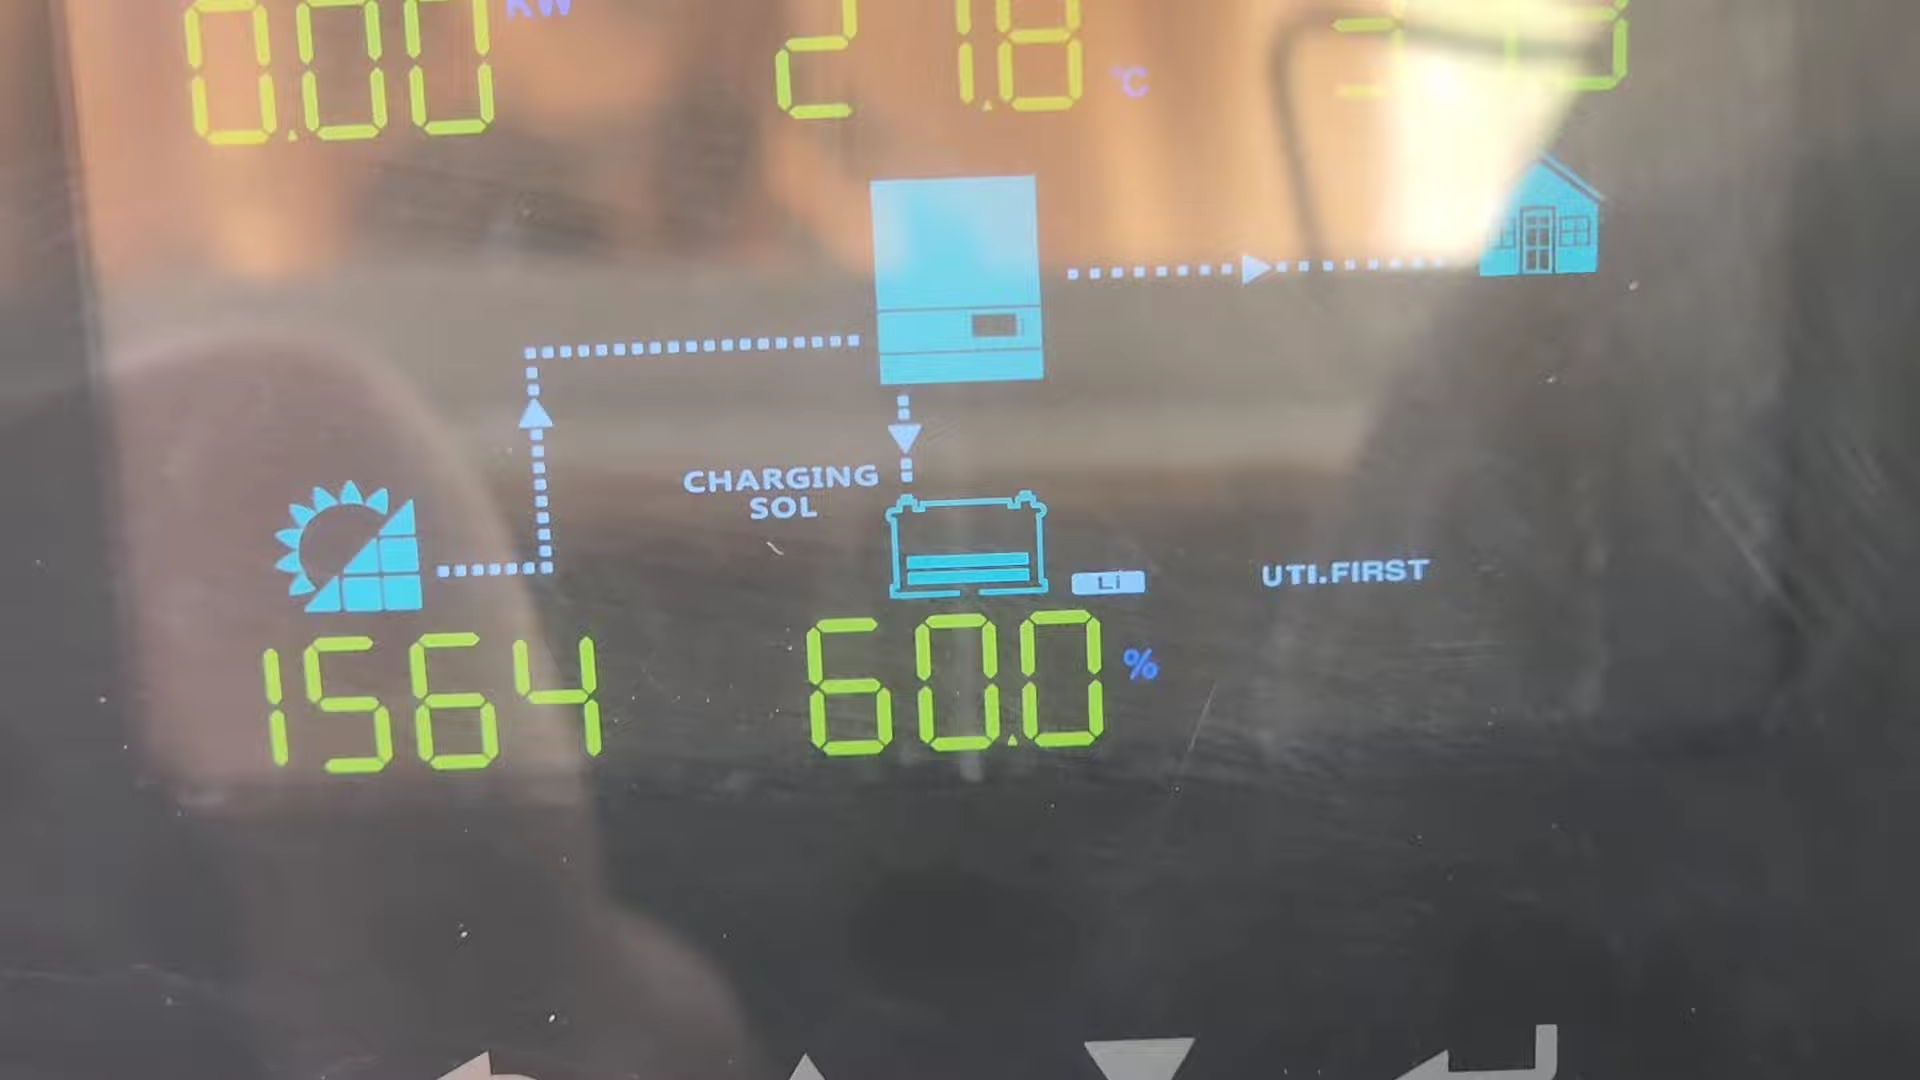 0.00 KW
21.8 °C
CHARGING
SOL
Li
UTI.FIRST
1564
60.0 %